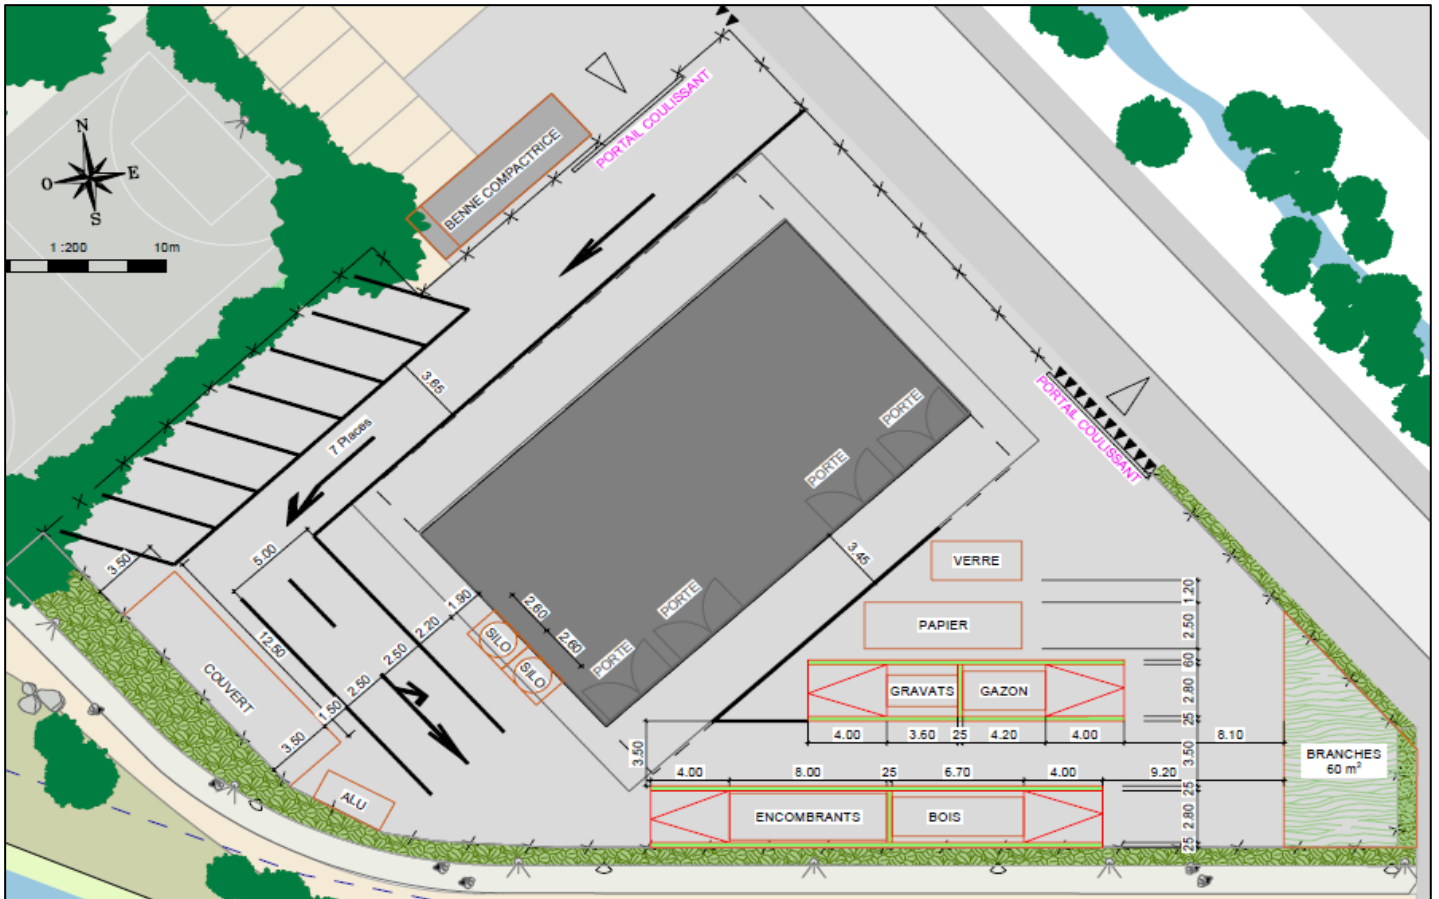 N
O
E
S
1 :200
10m
BENNE COMPACTRICE
PORTAIL COULISSANT
7 Places
3.65
PORTE
PORTE
PORTE
PORTE
3.45
PORTAIL COULISSANT
3.50
5.00
12.50
COUVERT
3.50
1.50
2.50
2.50
2.20
1.90
SILO
SILO
2.60
2.60
ALU
VERRE
PAPIER
1.20
2.50
60
2.80
25
3.50
25
2.80
25
GRAVATS
GAZON
4.00
3.60
25
4.20
4.00
8.10
3.50
4.00
8.00
25
6.70
4.00
9.20
ENCOMBRANTS
BOIS
BRANCHES
60 m²